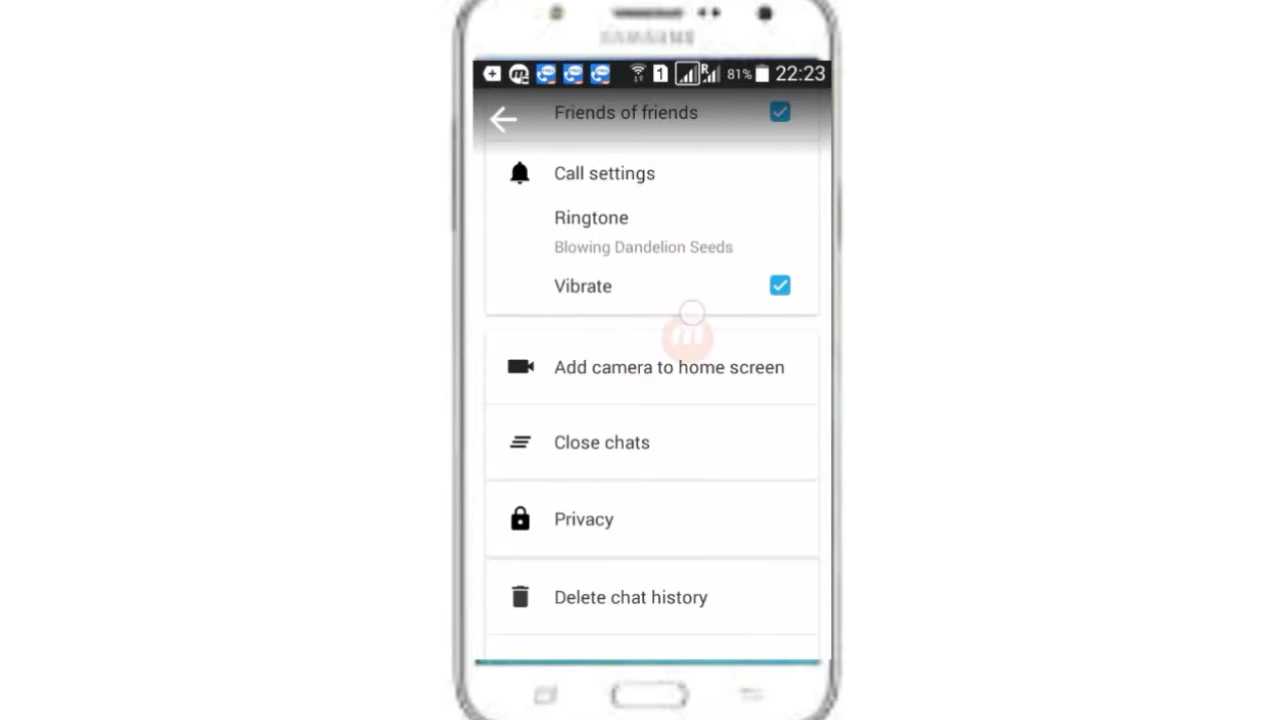 SAMSUNG
1 R 81% 22:23
Friends of friends
Call settings
Ringtone
Blowing Dandelion Seeds
Vibrate
Add camera to home screen
Close chats
Privacy
Delete chat history